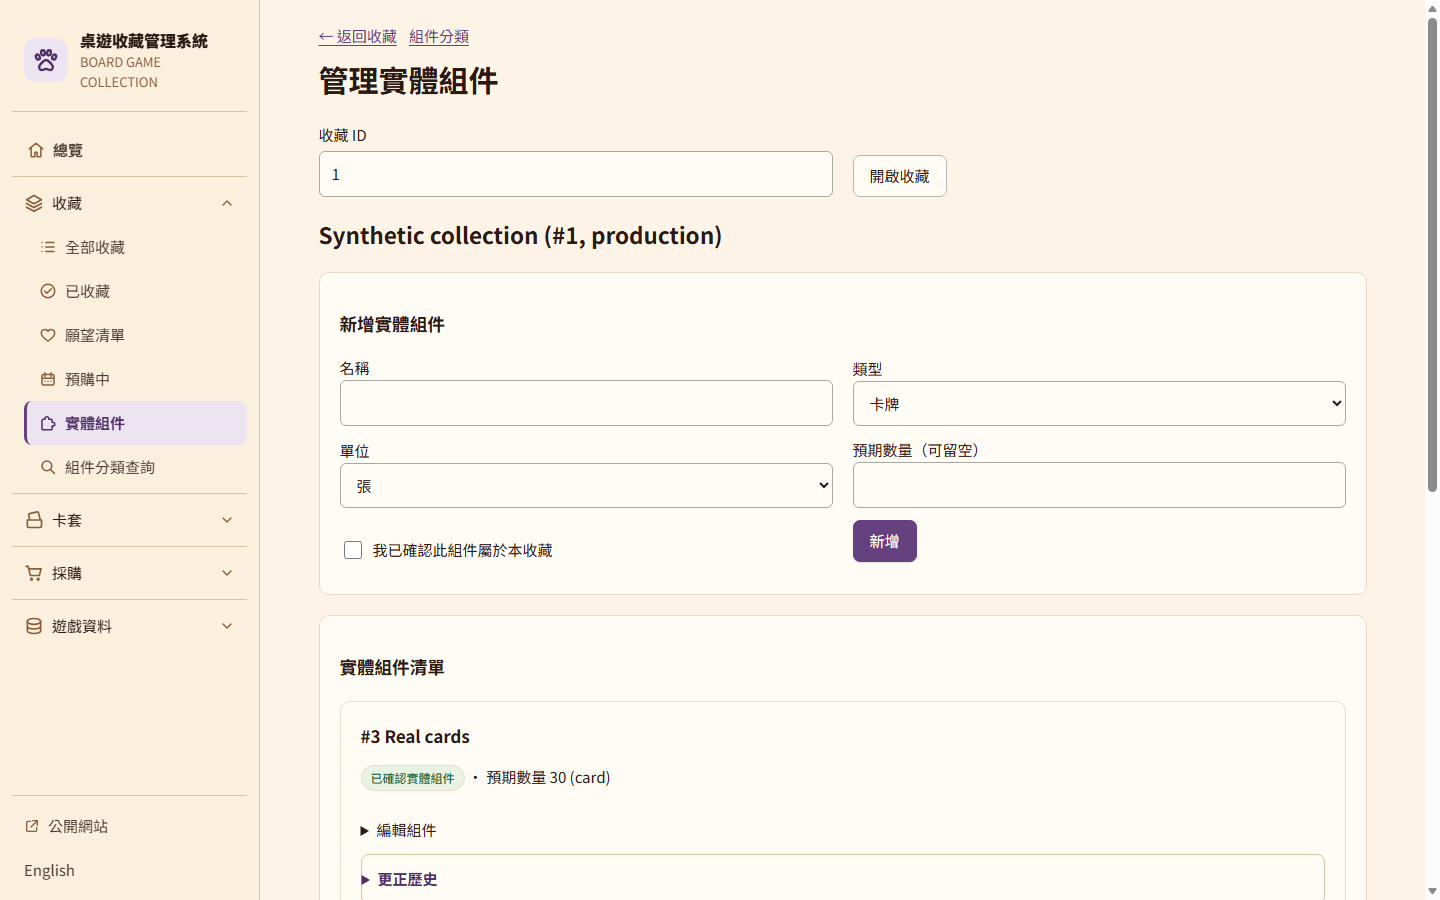 桌遊收藏管理系統
BOARD GAME
COLLECTION
總覽
收藏
全部收藏
已收藏
願望清單
預購中
實體組件
組件分類查詢
卡套
採購
遊戲資料
公開網站
English
← 返回收藏 組件分類
管理實體組件
收藏 ID
1
開啟收藏
Synthetic collection (#1, production)
新增實體組件
名稱
類型
卡牌
單位
張
預期數量（可留空）
我已確認此組件屬於本收藏
新增
實體組件清單
#3 Real cards
已確認實體組件 · 預期數量 30 (card)
▶ 編輯組件
▶ 更正歷史